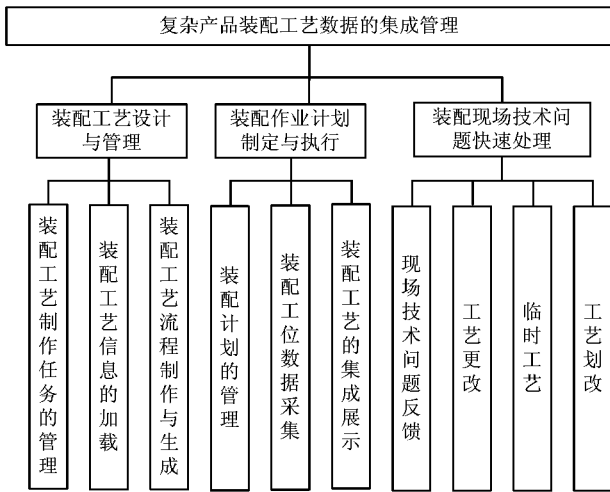 复杂产品装配工艺数据的集成管理
装配工艺设计
与管理
装配作业计划
制定与执行
装配现场技术问
题快速处理
装配工艺制作任务的管理
装配工艺信息的加载
装配工艺流程制作与生成
装配计划的管理
装配工位数据采集
装配工艺的集成展示
现场技术问题反馈
工艺更改
临时工艺
工艺划改